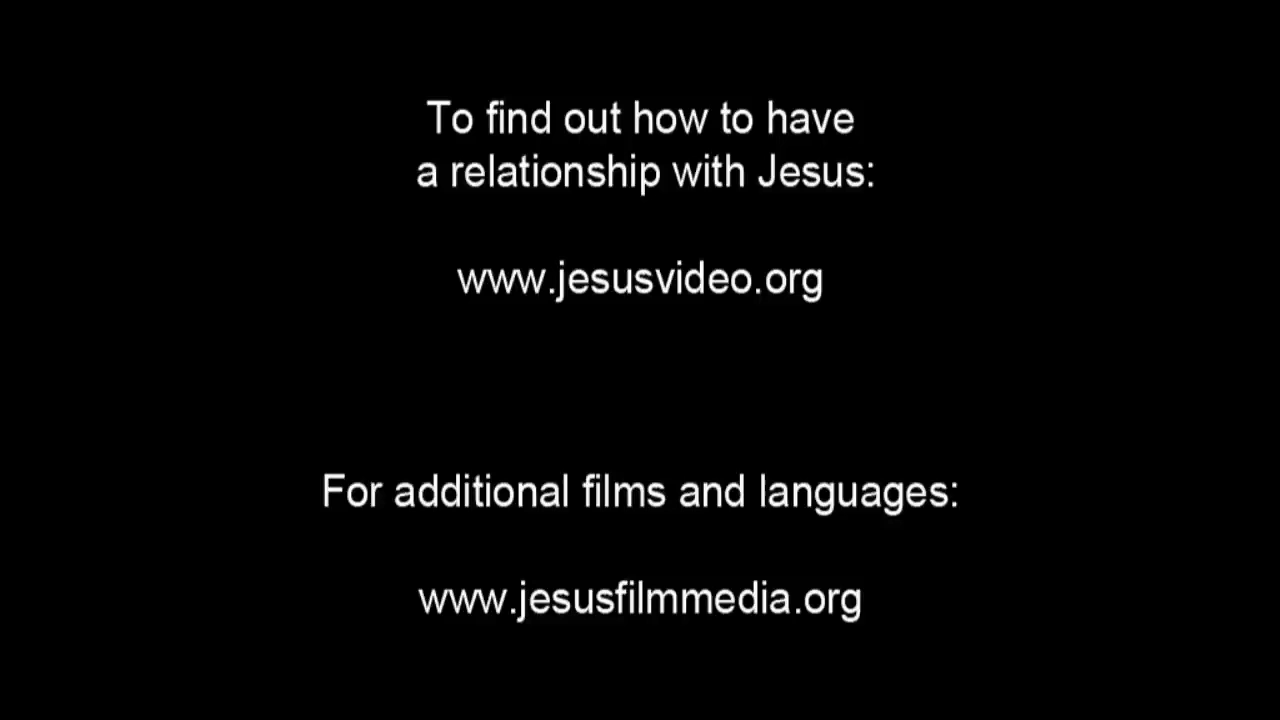 To find out how to have
a relationship with Jesus:
www.jesusvideo.org
For additional films and languages:
www.jesusfilmmedia.org